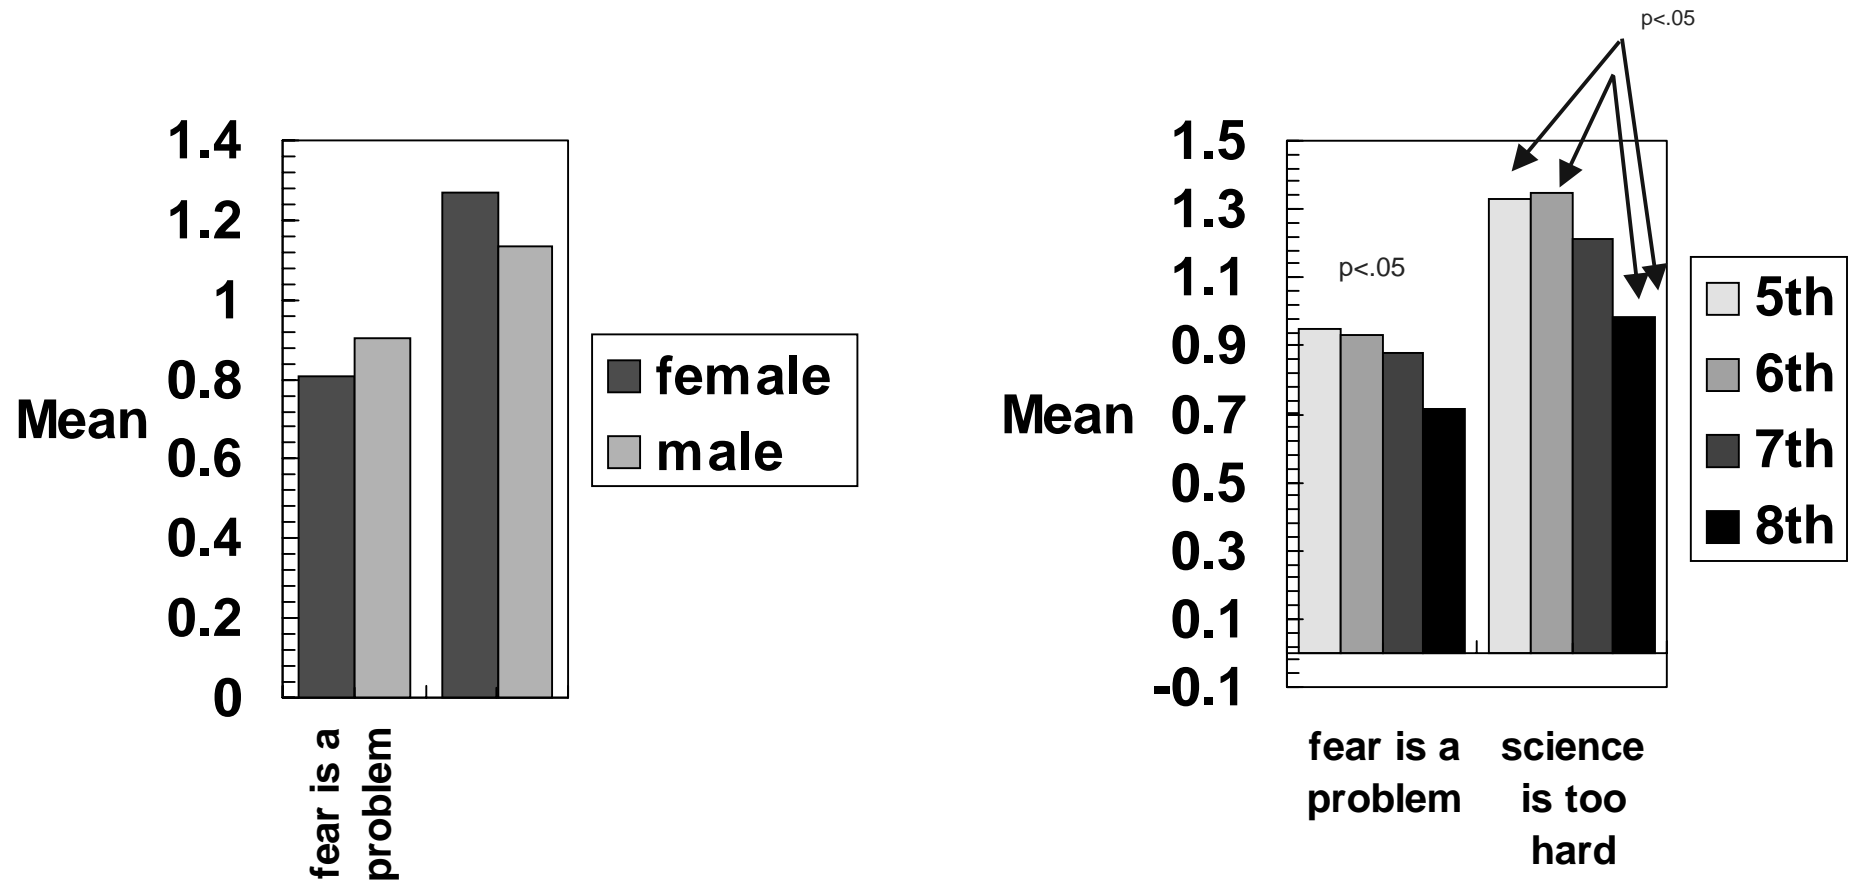 1.4
1.2
1
0.8
0.6
0.4
0.2
0
Mean
fear is a
problem
female
male
p<.05
1.5
1.3
1.1
0.9
0.7
0.5
0.3
0.1
-0.1
Mean
p<.05
fear is a
problem
science
is too
hard
5th
6th
7th
8th